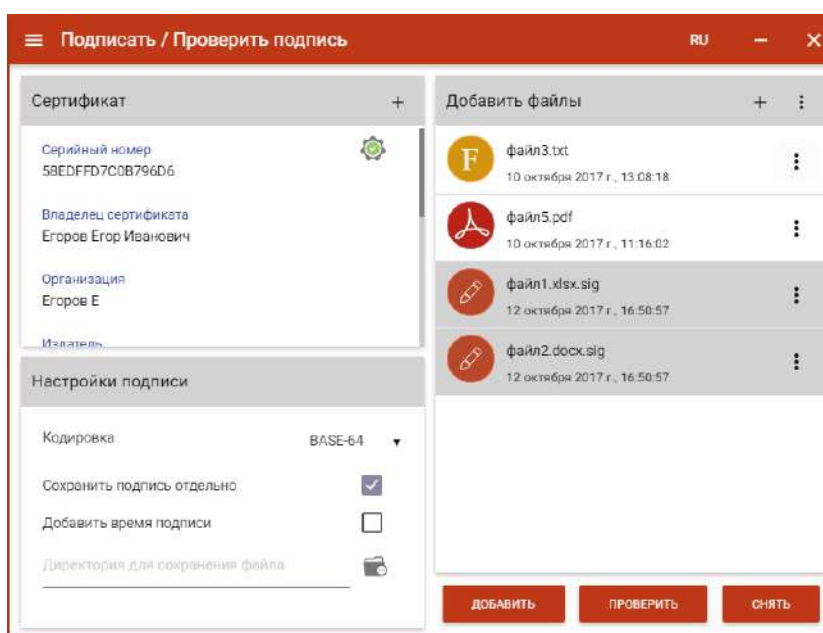 Подписать / Проверить подпись
RU
Сертификат
Серийный номер
58EDFFD7C0B796D6
Владелец сертификата
Егоров Егор Иванович
Организация
Егоров Е
Издатель
Настройки подписи
Кодировка
BASE-64
Сохранить подпись отдельно
Добавить время подписи
Директория для сохранения файла
Добавить файлы
F
файл3.txt
10 октября 2017 г., 13:08:18
файл5.pdf
10 октября 2017 г., 11:16:02
файл1.xlsx.sig
12 октября 2017 г., 16:50:57
файл2.docx.sig
12 октября 2017 г., 16:50:57
ДОБАВИТЬ
ПРОВЕРИТЬ
СНЯТЬ